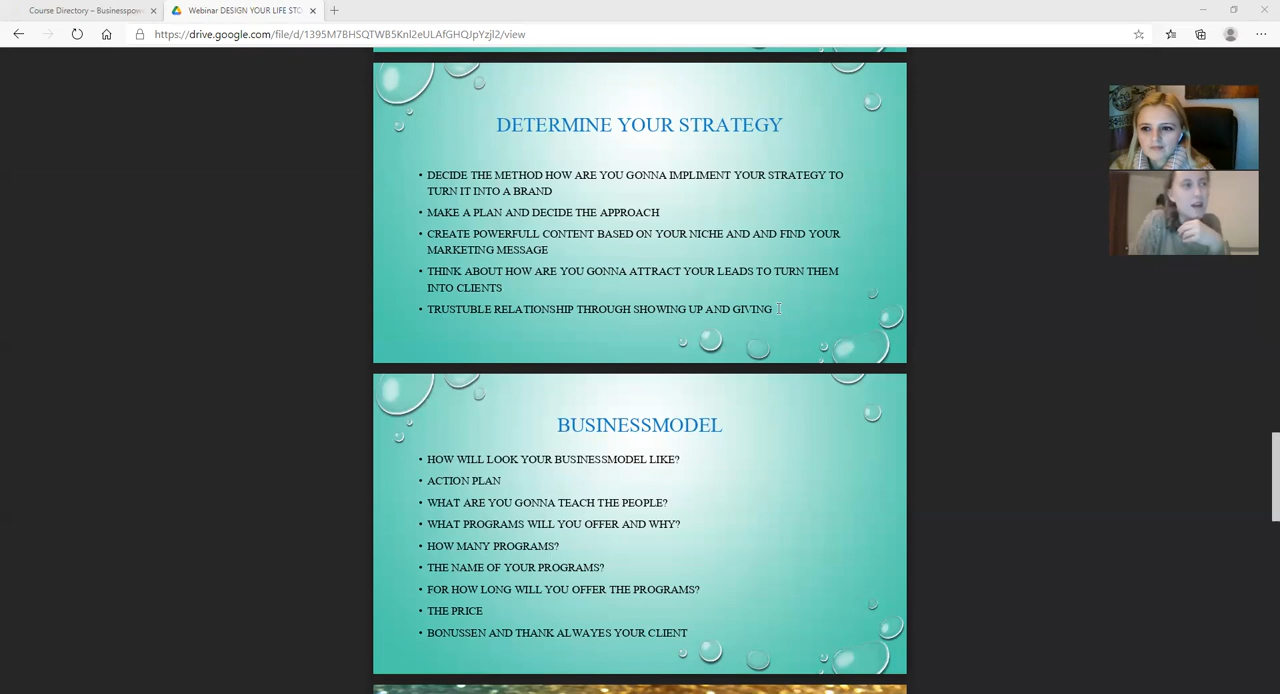 Course Directory – Businesspow
Webinar DESIGN YOUR LIFE STO
https://drive.google.com/file/d/1395M7BHSQTWB5Knl2eULAfGHQJpYzjl2/view
DETERMINE YOUR STRATEGY
• DECIDE THE METHOD HOW ARE YOU GONNA IMPLIMENT YOUR STRATEGY TO
TURN IT INTO A BRAND
• MAKE A PLAN AND DECIDE THE APPROACH
• CREATE POWERFULL CONTENT BASED ON YOUR NICHE AND AND FIND YOUR
MARKETING MESSAGE
• THINK ABOUT HOW ARE YOU GONNA ATTRACT YOUR LEADS TO TURN THEM
INTO CLIENTS
• TRUSTUBLE RELATIONSHIP THROUGH SHOWING UP AND GIVING
BUSINESSMODEL
• HOW WILL LOOK YOUR BUSINESSMODEL LIKE?
• ACTION PLAN
• WHAT ARE YOU GONNA TEACH THE PEOPLE?
• WHAT PROGRAMS WILL YOU OFFER AND WHY?
• HOW MANY PROGRAMS?
• THE NAME OF YOUR PROGRAMS?
• FOR HOW LONG WILL YOU OFFER THE PROGRAMS?
• THE PRICE
• BONUSSEN AND THANK ALWAYES YOUR CLIENT